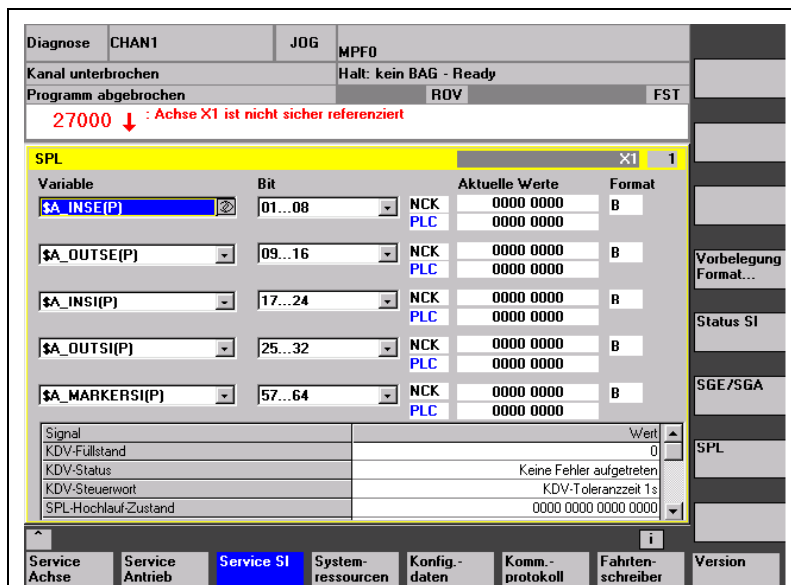 Diagnose CHAN1 JOG MPF0
Kanal unterbrochen Halt: kein BAG - Ready
Programm abgebrochen ROV FST
27000 : Achse X1 ist nicht sicher referenziert
SPL X1 1
Variable Bit Aktuelle Werte Format
$A_INSE(P) 01...08 NCK 0000 0000 B
PLC 0000 0000
$A_OUTSE(P) 09...16 NCK 0000 0000 B
PLC 0000 0000
$A_INSI(P) 17...24 NCK 0000 0000 B
PLC 0000 0000
$A_OUTSI(P) 25...32 NCK 0000 0000 B
PLC 0000 0000
$A_MARKERSI(P) 57...64 NCK 0000 0000 B
PLC 0000 0000
Signal Wert
KDV-Füllstand 0
KDV-Status Keine Fehler aufgetreten
KDV-Steuerwort KDV-Toleranzzeit 1s
SPL-Hochlauf-Zustand 0000 0000 0000 0000
Vorbelegung
Format...
Status SI
SGE/SGA
SPL
^ i
Service Achse
Service Antrieb
Service SI
System-
ressourcen
Konfig.-
daten
Komm.-
protokoll
Fahrten-
schreiber
Version